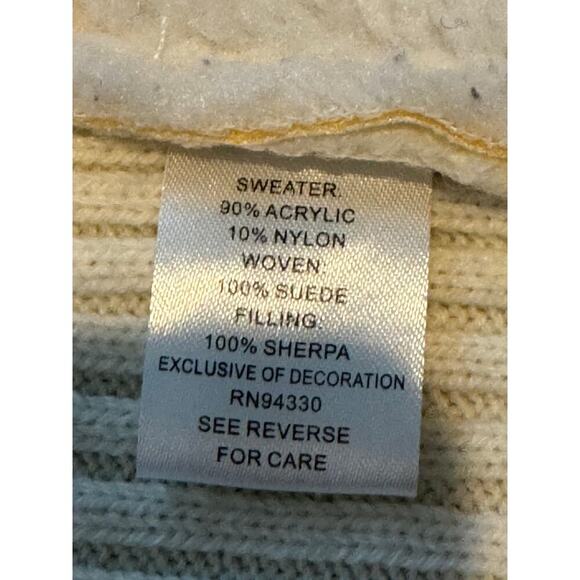 SWEATER:
90% ACRYLIC
10% NYLON
WOVEN:
100% SUEDE
FILLING:
100% SHERPA
EXCLUSIVE OF DECORATION
RN94330
SEE REVERSE
FOR CARE